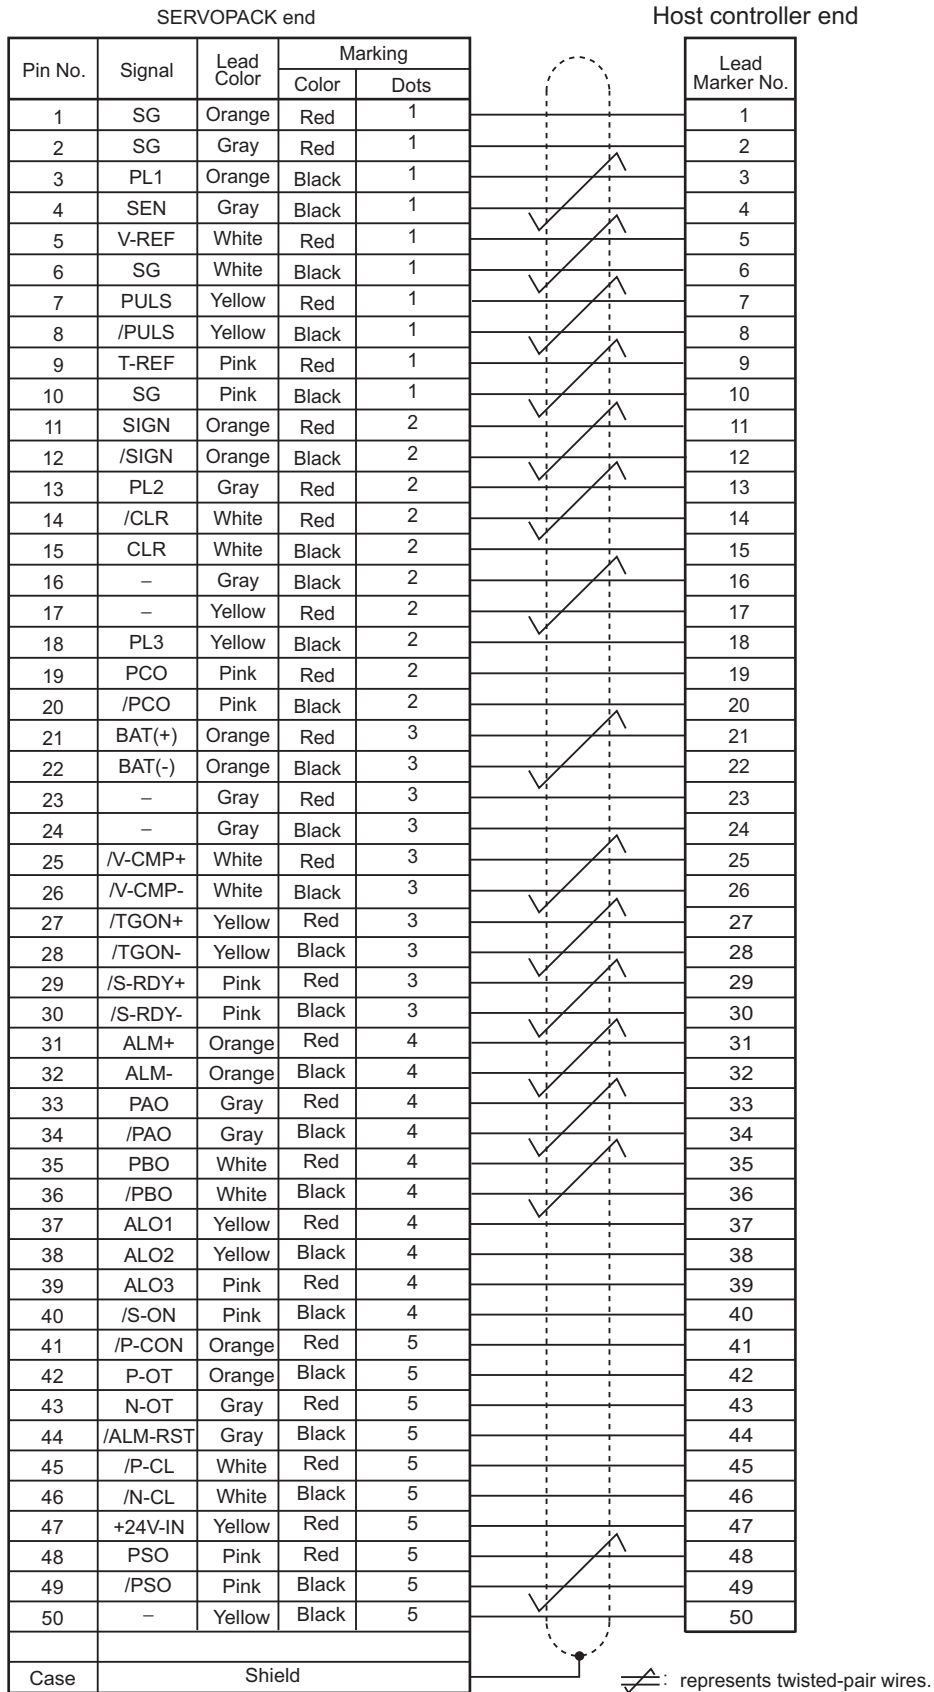 SERVOPACK end Host controller end
Pin No. Signal Lead Color Marking Lead Marker No.
Color Dots
1 SG Orange Red 1 1
2 SG Gray Red 1 2
3 PL1 Orange Black 1 3
4 SEN Gray Black 1 4
5 V-REF White Red 1 5
6 SG White Black 1 6
7 PULS Yellow Red 1 7
8 /PULS Yellow Black 1 8
9 T-REF Pink Red 1 9
10 SG Pink Black 1 10
11 SIGN Orange Red 2 11
12 /SIGN Orange Black 2 12
13 PL2 Gray Red 2 13
14 /CLR White Red 2 14
15 CLR White Black 2 15
16 – Gray Black 2 16
17 – Yellow Red 2 17
18 PL3 Yellow Black 2 18
19 PCO Pink Red 2 19
20 /PCO Pink Black 2 20
21 BAT(+) Orange Red 3 21
22 BAT(-) Orange Black 3 22
23 – Gray Red 3 23
24 – Gray Black 3 24
25 /V-CMP+ White Red 3 25
26 /V-CMP- White Black 3 26
27 /TGON+ Yellow Red 3 27
28 /TGON- Yellow Black 3 28
29 /S-RDY+ Pink Red 3 29
30 /S-RDY- Pink Black 3 30
31 ALM+ Orange Red 4 31
32 ALM- Orange Black 4 32
33 PAO Gray Red 4 33
34 /PAO Gray Black 4 34
35 PBO White Red 4 35
36 /PBO White Black 4 36
37 ALO1 Yellow Red 4 37
38 ALO2 Yellow Black 4 38
39 ALO3 Pink Red 4 39
40 /S-ON Pink Black 4 40
41 /P-CON Orange Red 5 41
42 P-OT Orange Black 5 42
43 N-OT Gray Red 5 43
44 /ALM-RST Gray Black 5 44
45 /P-CL White Red 5 45
46 /N-CL White Black 5 46
47 +24V-IN Yellow Red 5 47
48 PSO Pink Red 5 48
49 /PSO Pink Black 5 49
50 – Yellow Black 5 50
Case Shield
: represents twisted-pair wires.